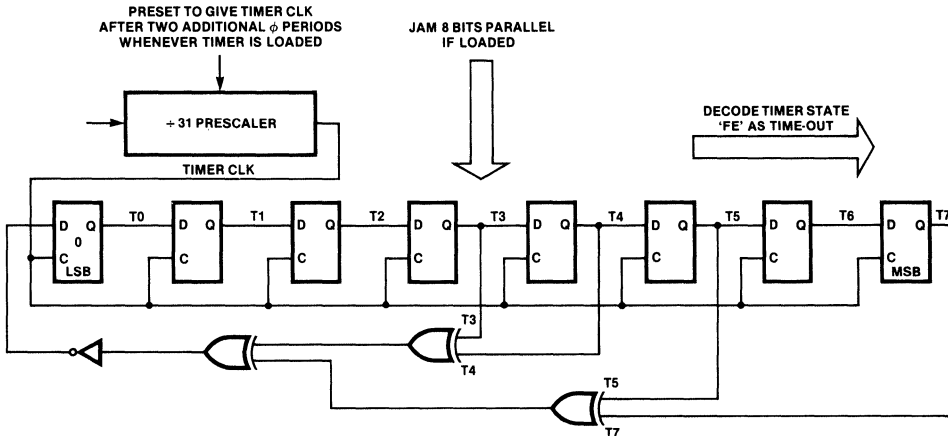 PRESET TO GIVE TIMER CLK
AFTER TWO ADDITIONAL ϕ PERIODS
WHENEVER TIMER IS LOADED
JAM 8 BITS PARALLEL
IF LOADED
÷ 31 PRESCALER
DECODE TIMER STATE
'FE' AS TIME-OUT
TIMER CLK
D Q T0 D Q T1 D Q T2 D Q T3 D Q T4 D Q T5 D Q T6 D Q T7
0
C C C C C C C C
LSB MSB
T3
T4
T5
T7